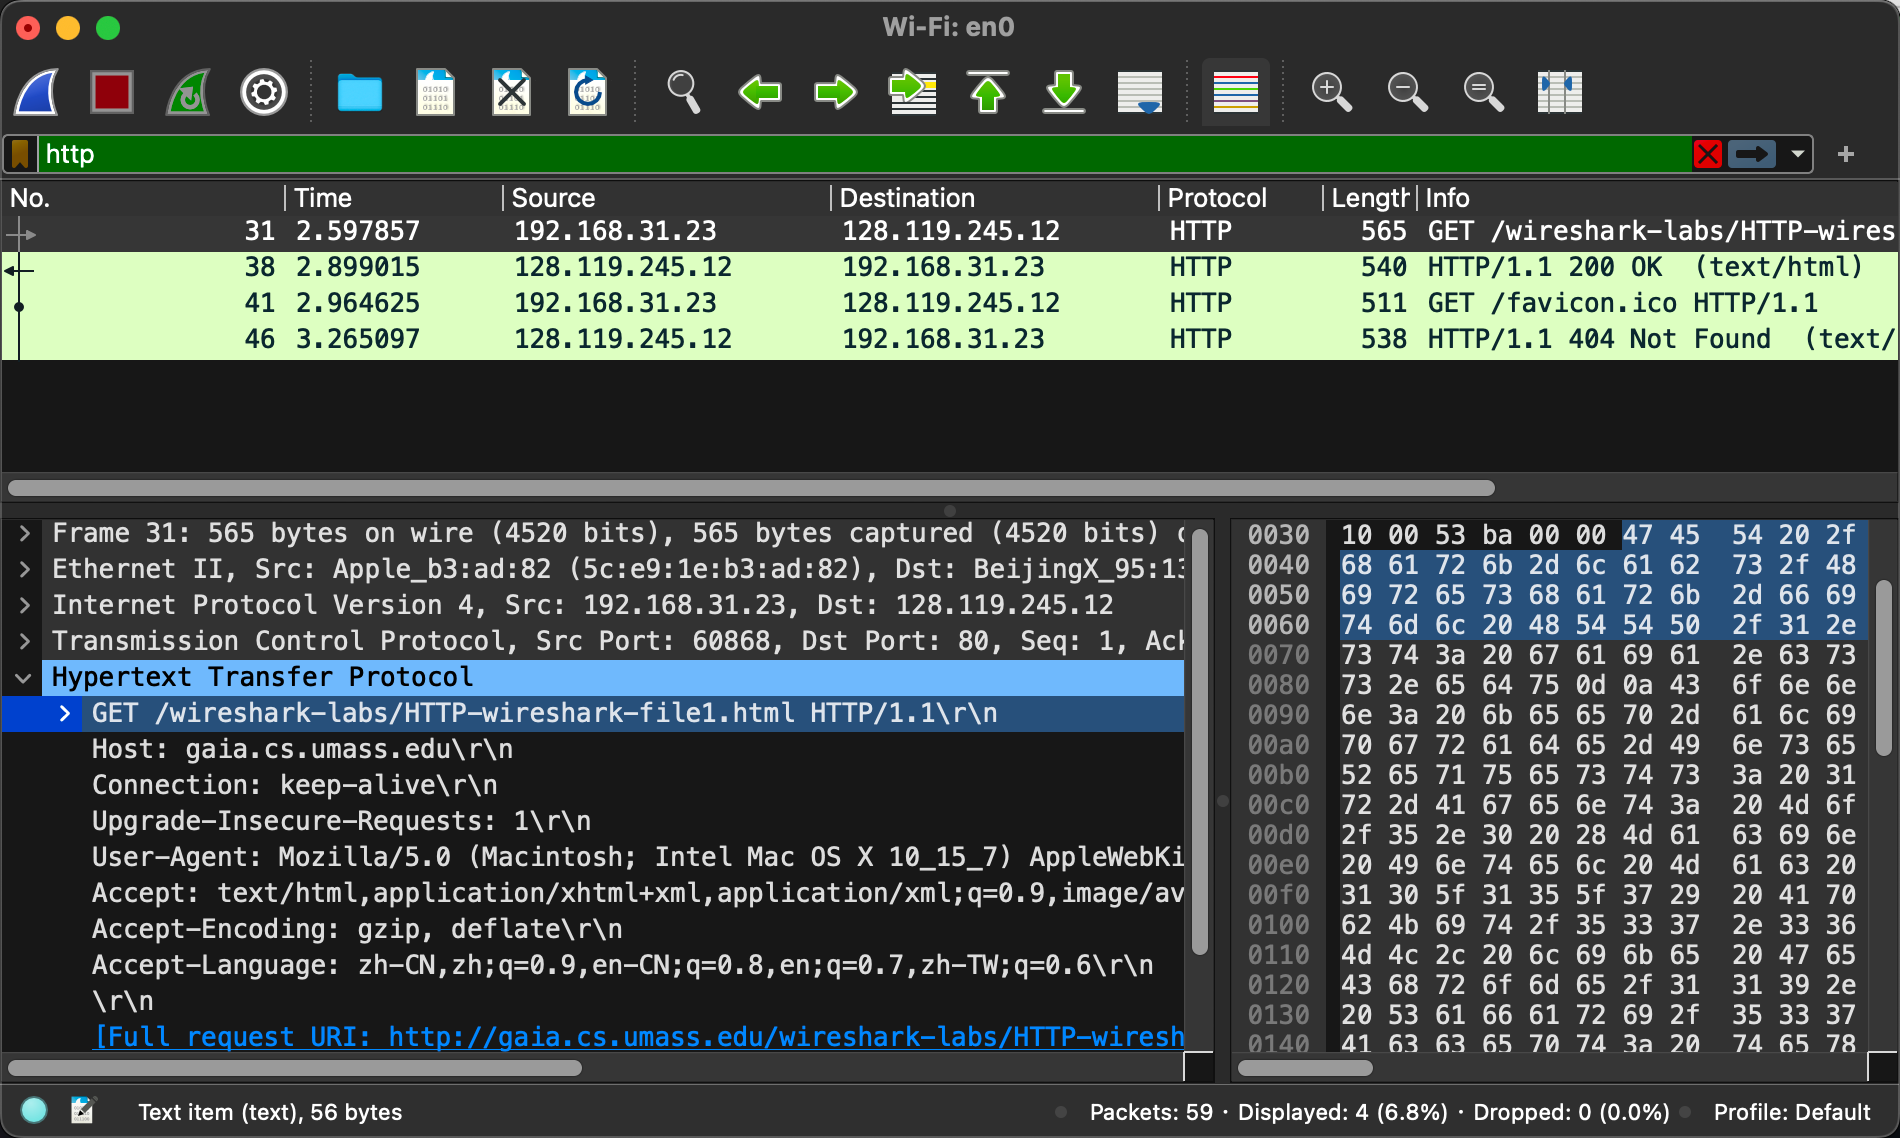 Wi-Fi: en0
http
No. Time Source Destination Protocol Length Info
31 2.597857 192.168.31.23 128.119.245.12 HTTP 565 GET /wireshark-labs/HTTP-wires
38 2.899015 128.119.245.12 192.168.31.23 HTTP 540 HTTP/1.1 200 OK (text/html)
41 2.964625 192.168.31.23 128.119.245.12 HTTP 511 GET /favicon.ico HTTP/1.1
46 3.265097 128.119.245.12 192.168.31.23 HTTP 538 HTTP/1.1 404 Not Found (text/
Frame 31: 565 bytes on wire (4520 bits), 565 bytes captured (4520 bits)
Ethernet II, Src: Apple_b3:ad:82 (5c:e9:1e:b3:ad:82), Dst: BeijingX_95:13
Internet Protocol Version 4, Src: 192.168.31.23, Dst: 128.119.245.12
Transmission Control Protocol, Src Port: 60868, Dst Port: 80, Seq: 1, Ack
Hypertext Transfer Protocol
GET /wireshark-labs/HTTP-wireshark-file1.html HTTP/1.1\r\n
Host: gaia.cs.umass.edu\r\n
Connection: keep-alive\r\n
Upgrade-Insecure-Requests: 1\r\n
User-Agent: Mozilla/5.0 (Macintosh; Intel Mac OS X 10_15_7) AppleWebKi
Accept: text/html,application/xhtml+xml,application/xml;q=0.9,image/av
Accept-Encoding: gzip, deflate\r\n
Accept-Language: zh-CN,zh;q=0.9,en-CN;q=0.8,en;q=0.7,zh-TW;q=0.6\r\n
\r\n
[Full request URI: http://gaia.cs.umass.edu/wireshark-labs/HTTP-wiresh
0030 10 00 53 ba 00 00 47 45 54 20 2f
0040 68 61 72 6b 2d 6c 61 62 73 2f 48
0050 69 72 65 73 68 61 72 6b 2d 66 69
0060 74 6d 6c 20 48 54 54 50 2f 31 2e
0070 73 74 3a 20 67 61 69 61 2e 63 73
0080 73 2e 65 64 75 0d 0a 43 6f 6e 6e
0090 6e 3a 20 6b 65 65 70 2d 61 6c 69
00a0 70 67 72 61 64 65 2d 49 6e 73 65
00b0 52 65 71 75 65 73 74 73 3a 20 31
00c0 72 2d 41 67 65 6e 74 3a 20 4d 6f
00d0 2f 35 2e 30 20 28 4d 61 63 69 6e
00e0 20 49 6e 74 65 6c 20 4d 61 63 20
00f0 31 30 5f 31 35 5f 37 29 20 41 70
0100 62 4b 69 74 2f 35 33 37 2e 33 36
0110 4d 4c 2c 20 6c 69 6b 65 20 47 65
0120 43 68 72 6f 6d 65 2f 31 31 39 2e
0130 20 53 61 66 61 72 69 2f 35 33 37
0140 41 63 63 65 70 74 3a 20 74 65 78
Text item (text), 56 bytes
Packets: 59 · Displayed: 4 (6.8%) · Dropped: 0 (0.0%)
Profile: Default